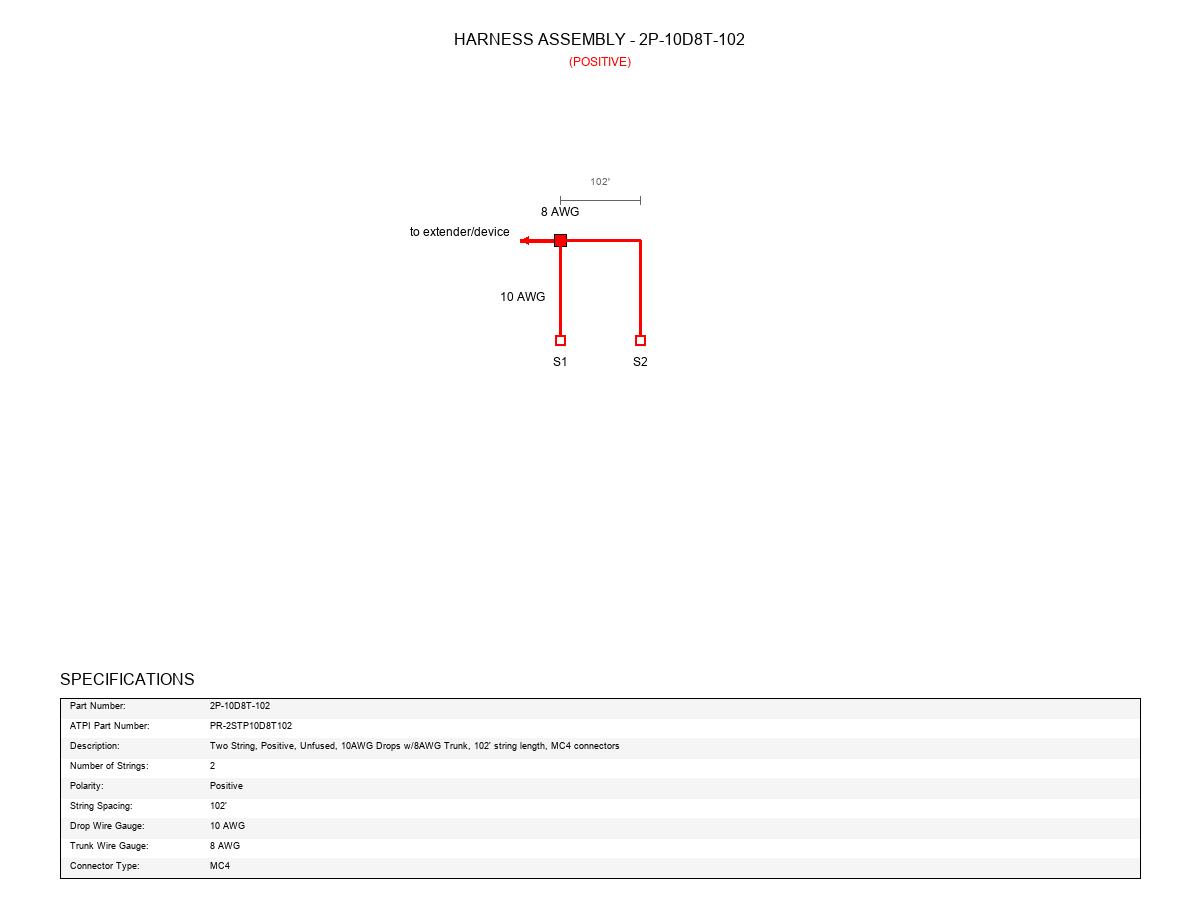 HARNESS ASSEMBLY - 2P-10D8T-102
(POSITIVE)
102'
8 AWG
to extender/device
10 AWG
S1 S2
SPECIFICATIONS
Part Number: 2P-10D8T-102
ATPI Part Number: PR-2STP10D8T102
Description: Two String, Positive, Unfused, 10AWG Drops w/8AWG Trunk, 102' string length, MC4 connectors
Number of Strings: 2
Polarity: Positive
String Spacing: 102'
Drop Wire Gauge: 10 AWG
Trunk Wire Gauge: 8 AWG
Connector Type: MC4